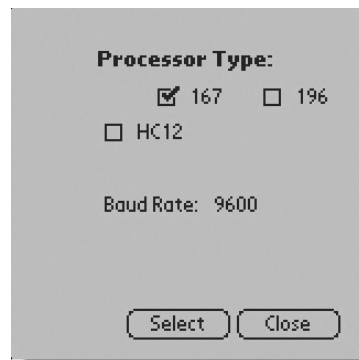 Processor Type:
167 196
HC12
Baud Rate: 9600
Select Close